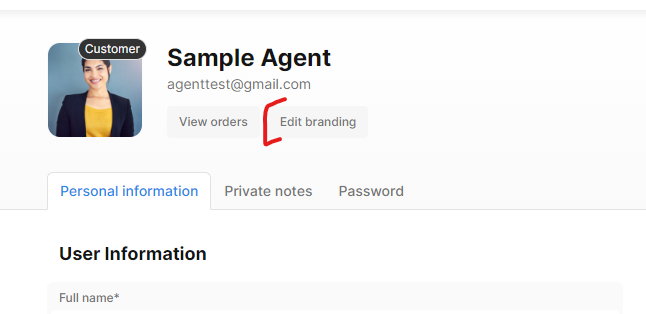 Customer
Sample Agent
agenttest@gmail.com
View orders Edit branding
Personal information Private notes Password
User Information
Full name*